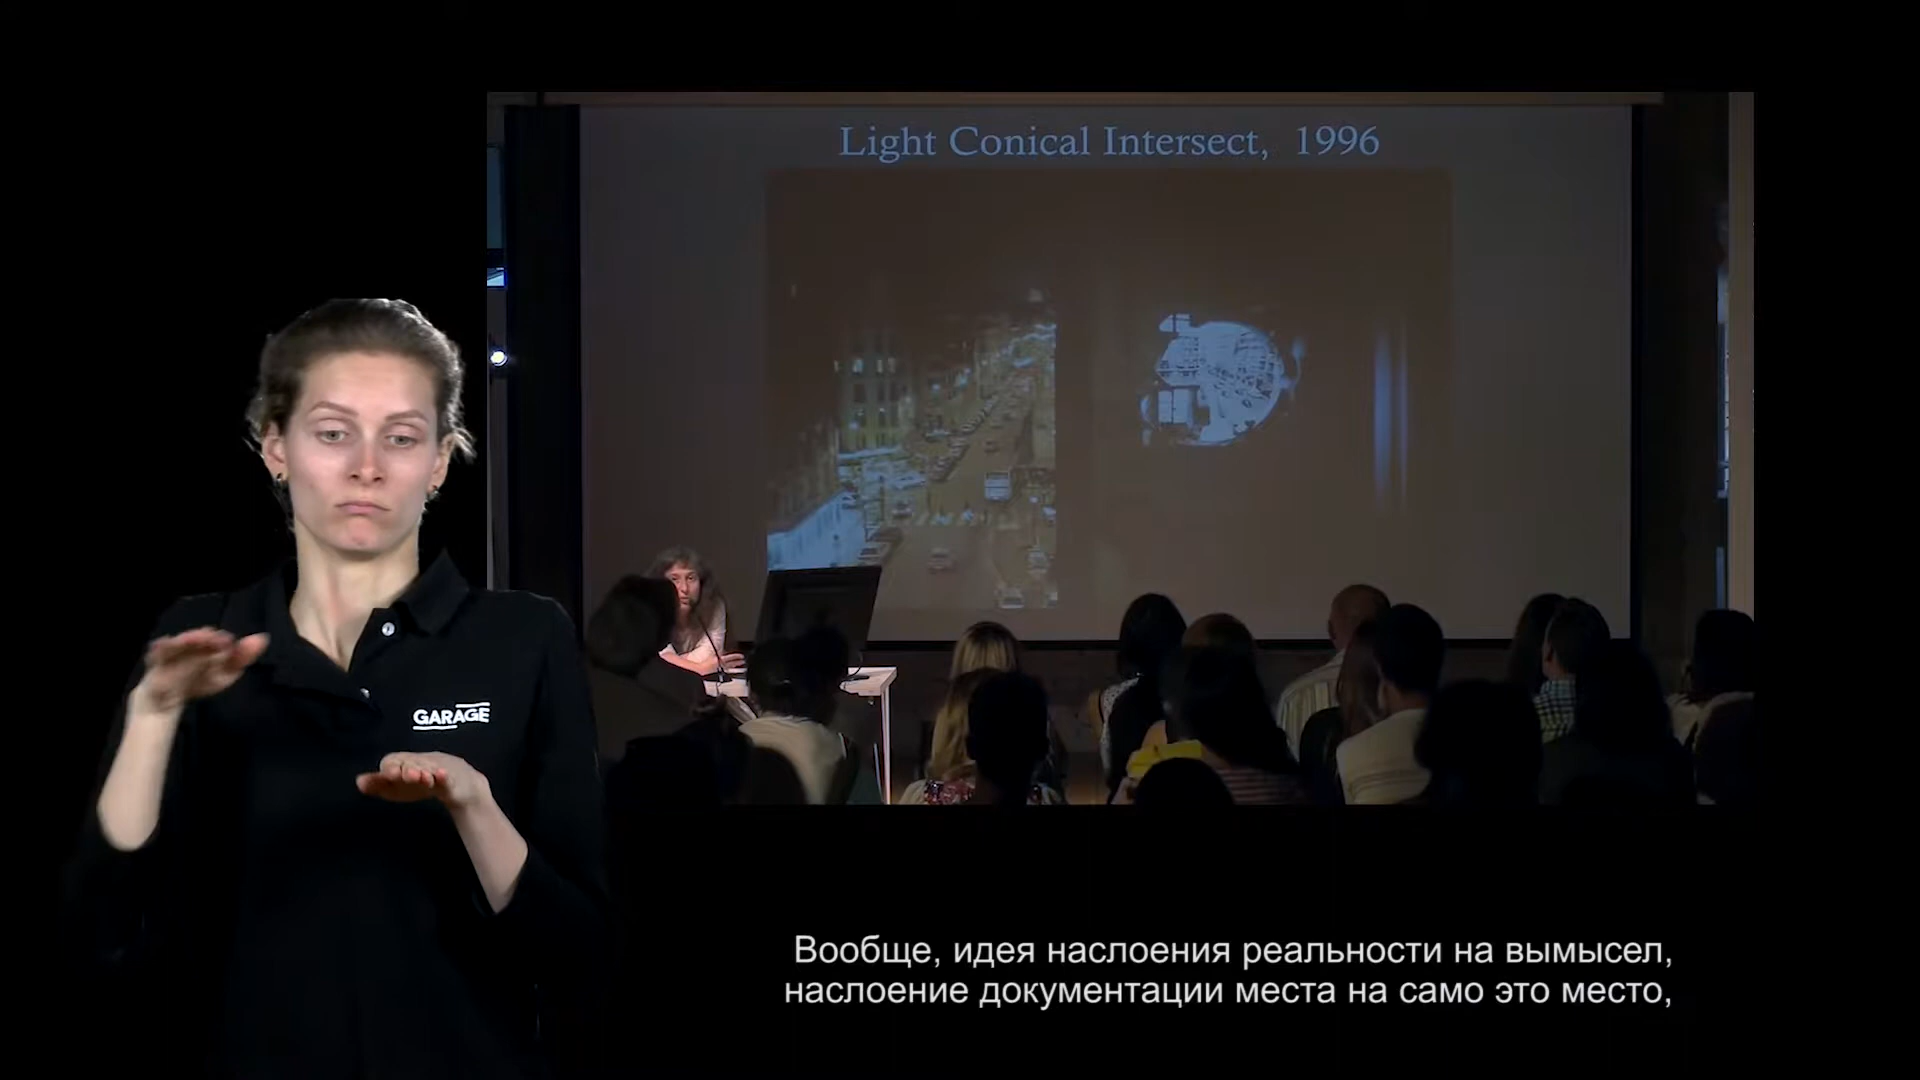 Light Conical Intersect, 1996
GARAGE
Вообще, идея наслоения реальности на вымысел,
наслоение документации места на само это место,